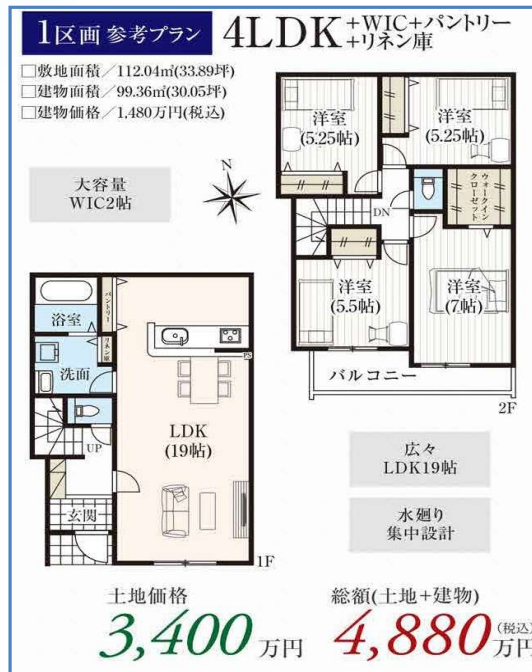 1区画 参考プラン
4LDK +WIC+パントリー
+リネン庫
□敷地面積／112.04㎡(33.89坪)
□建物面積／99.36㎡(30.05坪)
□建物価格／1,480万円(税込)
大容量
WIC2帖
N
洋室
(5.25帖)
洋室
(5.25帖)
ウォークイン
クローゼット
DN
洋室
(5.5帖)
洋室
(7帖)
バルコニー
2F
浴室
パントリー
リネン庫
洗面
PS
UP
LDK
(19帖)
玄関
1F
広々
LDK19帖
水廻り
集中設計
土地価格
3,400万円
総額(土地+建物)
4,880万円(税込)